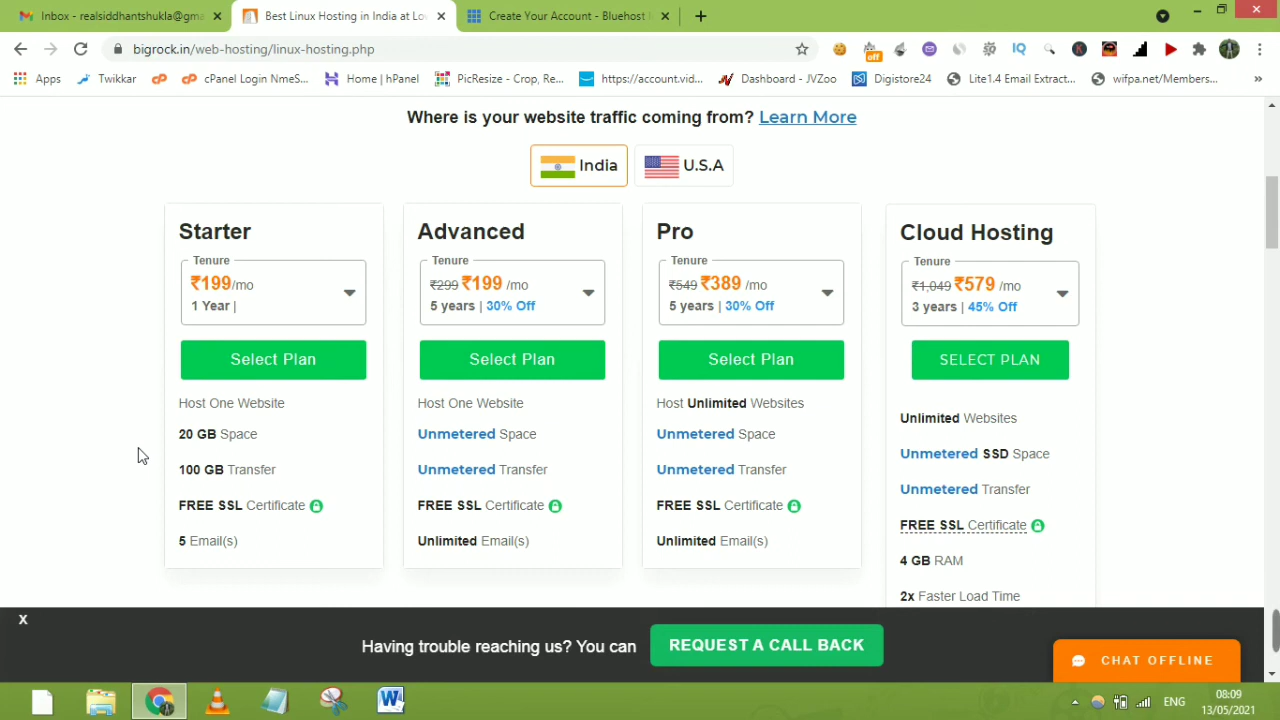 Inbox - realsiddhantshukla@gma
Best Linux Hosting in India at Lo
Create Your Account - Bluehost I
bigrock.in/web-hosting/linux-hosting.php
off
IQ
K
Apps
Twikkar
cPanel Login NmeS...
Home | hPanel
PicResize - Crop, Re...
https://account.vid...
Dashboard - JVZoo
Digistore24
Lite1.4 Email Extract...
wifpa.net/Members...
»
Where is your website traffic coming from? Learn More
India
U.S.A
Starter
Tenure
₹199/mo
1 Year |
Select Plan
Host One Website
20 GB Space
100 GB Transfer
FREE SSL Certificate
5 Email(s)
Advanced
Tenure
₹299 ₹199 /mo
5 years | 30% Off
Select Plan
Host One Website
Unmetered Space
Unmetered Transfer
FREE SSL Certificate
Unlimited Email(s)
Pro
Tenure
₹549 ₹389 /mo
5 years | 30% Off
Select Plan
Host Unlimited Websites
Unmetered Space
Unmetered Transfer
FREE SSL Certificate
Unlimited Email(s)
Cloud Hosting
Tenure
₹1,049 ₹579 /mo
3 years | 45% Off
SELECT PLAN
Unlimited Websites
Unmetered SSD Space
Unmetered Transfer
FREE SSL Certificate
4 GB RAM
2x Faster Load Time
X
Having trouble reaching us? You can
REQUEST A CALL BACK
CHAT OFFLINE
W
ENG
08:09
13/05/2021